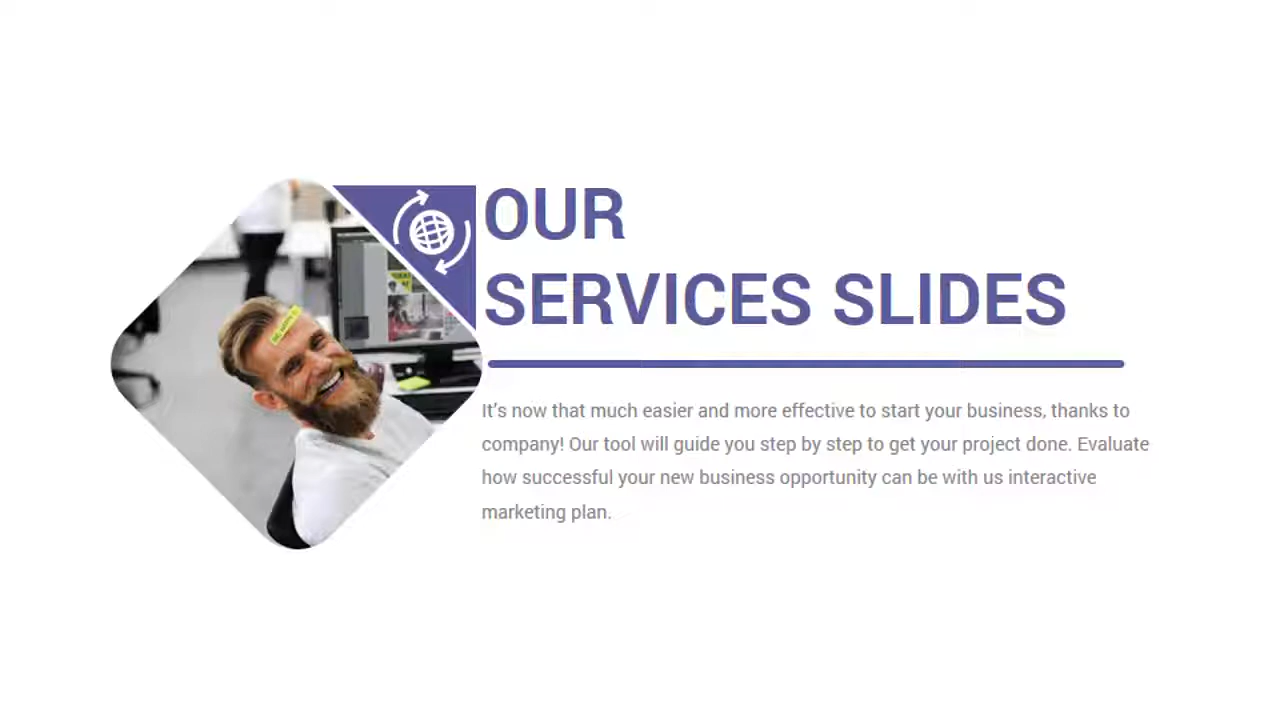 OUR
SERVICES SLIDES
It's now that much easier and more effective to start your business, thanks to
company! Our tool will guide you step by step to get your project done. Evaluate
how successful your new business opportunity can be with us interactive
marketing plan.